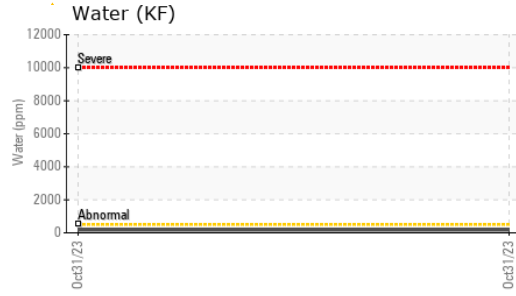 Water (KF)
12000
Severe
10000
8000
6000
Water (ppm)
4000
2000
Abnormal
0
Oct31/23
Oct31/23